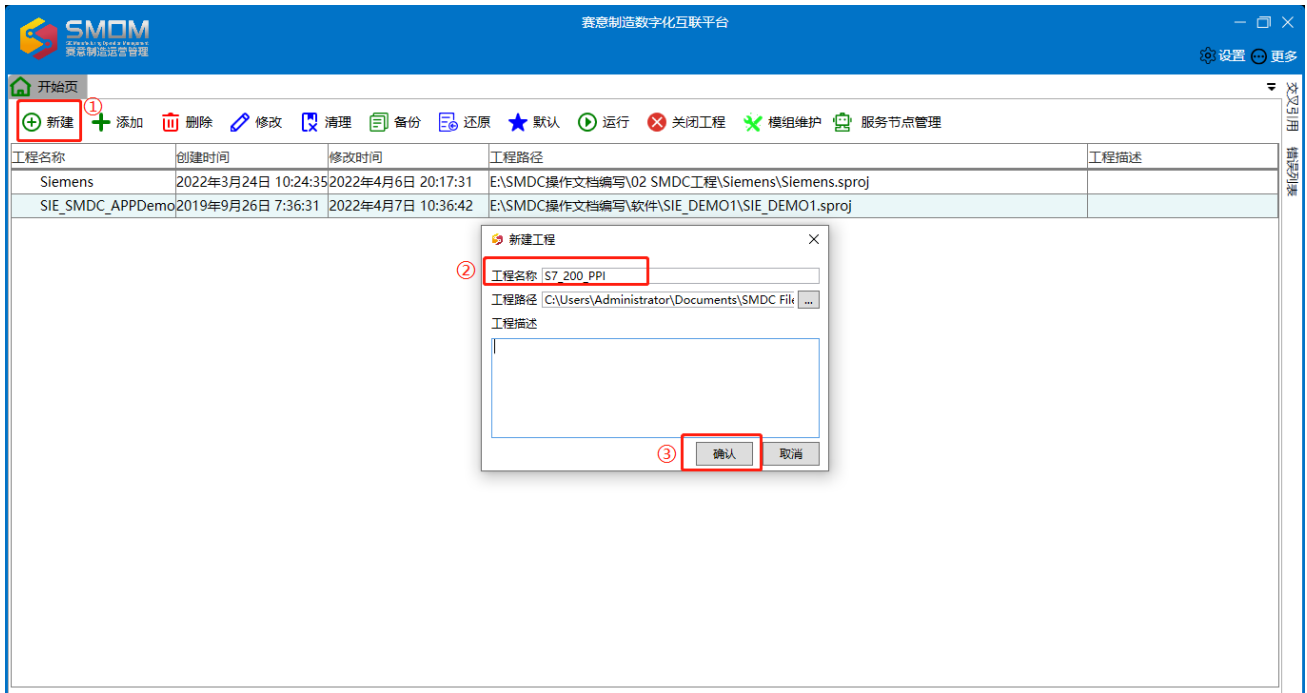 SMOM
赛意制造运营管理
赛意制造数字化互联平台
设置 更多
开始页
①
新建 添加 删除 修改 清理 备份 还原 默认 运行 关闭工程 模组维护 服务节点管理
交叉引用
错误列表
工程名称 创建时间 修改时间 工程路径 工程描述
Siemens 2022年3月24日 10:24:35 2022年4月6日 20:17:31 E:\SMDC操作文档编写\02 SMDC工程\Siemens\Siemens.sproj
SIE_SMDC_APPDemo 2019年9月26日 7:36:31 2022年4月7日 10:36:42 E:\SMDC操作文档编写\软件\SIE_DEMO1\SIE_DEMO1.sproj
新建工程
② 工程名称 S7_200_PPI
工程路径 C:\Users\Administrator\Documents\SMDC File ...
工程描述
③ 确认 取消